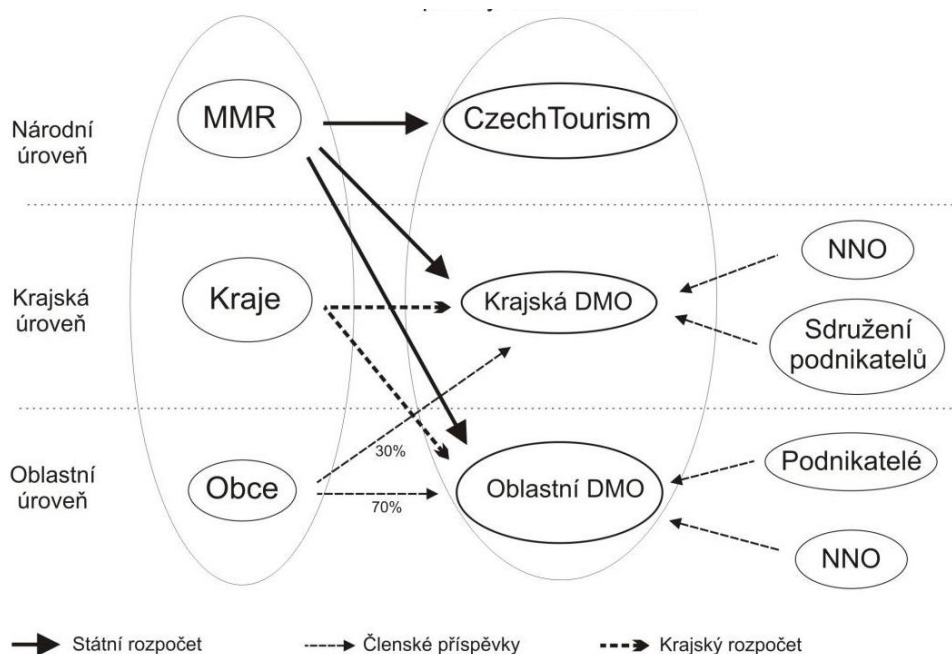 MMR
CzechTourism
Národní
úroveň
NNO
Krajská
úroveň
Kraje
Krajská DMO
Sdružení
podnikatelů
30%
Podnikatelé
Oblastní
úroveň
Obce
Oblastní DMO
70%
NNO
Státní rozpočet
Členské příspěvky
Krajský rozpočet